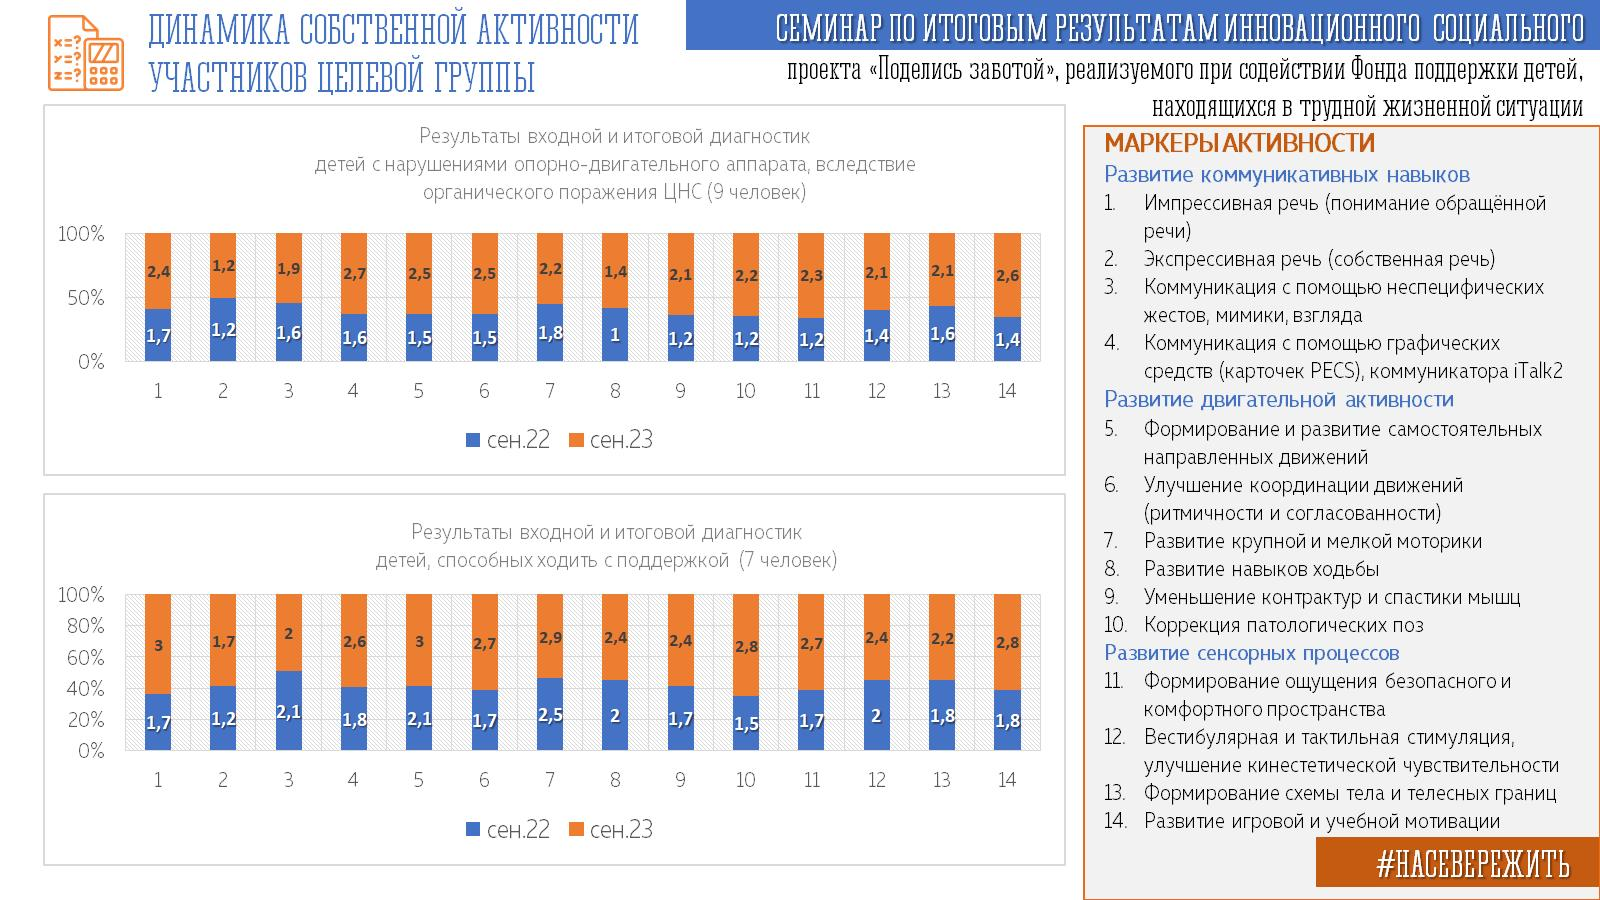 x=?
x=?
==?
ДИНАМИКА СОБСТВЕННОЙ АКТИВНОСТИ
УЧАСТНИКОВ ЦЕЛЕВОЙ ГРУППЫ
СЕМИНАР ПО ИТОГОВЫМ РЕЗУЛЬТАТАМ ИННОВАЦИОННОГО СОЦИАЛЬНОГО
проекта «Поделись заботой», реализуемого при содействии Фонда поддержки детей,
находящихся в трудной жизненной ситуации
Результаты входной и итоговой диагностик
детей с нарушениями опорно-двигательного аппарата, вследствие
органического поражения ЦНС (9 человек)
100%
50%
0%
2,4 1,2 1,9 2,7 2,5 2,5 2,2 1,4 2,1 2,2 2,3 2,1 2,1 2,6
1,7 1,2 1,6 1,6 1,5 1,5 1,8 1 1,2 1,2 1,2 1,4 1,6 1,4
1 2 3 4 5 6 7 8 9 10 11 12 13 14
сен.22 сен.23
Результаты входной и итоговой диагностик
детей, способных ходить с поддержкой (7 человек)
100%
80%
60%
40%
20%
0%
3 1,7 2 2,6 3 2,7 2,9 2,4 2,4 2,8 2,7 2,4 2,2 2,8
1,7 1,2 2,1 1,8 2,1 1,7 2,5 2 1,7 1,5 1,7 2 1,8 1,8
1 2 3 4 5 6 7 8 9 10 11 12 13 14
сен.22 сен.23
МАРКЕРЫ АКТИВНОСТИ
Развитие коммуникативных навыков
1. Импрессивная речь (понимание обращённой
речи)
2. Экспрессивная речь (собственная речь)
3. Коммуникация с помощью неспецифических
жестов, мимики, взгляда
4. Коммуникация с помощью графических
средств (карточек PECS), коммуникатора iTalk2
Развитие двигательной активности
5. Формирование и развитие самостоятельных
направленных движений
6. Улучшение координации движений
(ритмичности и согласованности)
7. Развитие крупной и мелкой моторики
8. Развитие навыков ходьбы
9. Уменьшение контрактур и спастики мышц
10. Коррекция патологических поз
Развитие сенсорных процессов
11. Формирование ощущения безопасного и
комфортного пространства
12. Вестибулярная и тактильная стимуляция,
улучшение кинестетической чувствительности
13. Формирование схемы тела и телесных границ
14. Развитие игровой и учебной мотивации
#НАСЕВЕРЕЖИТЬ